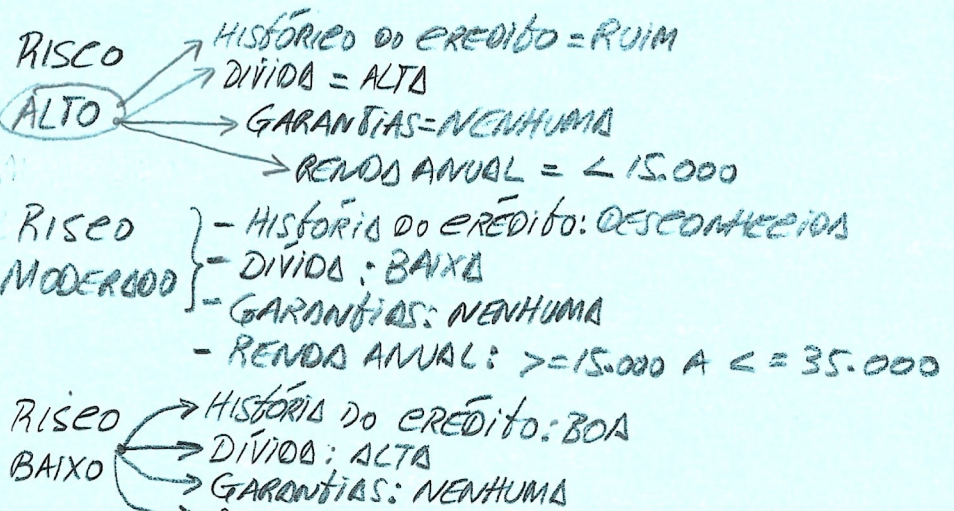 RISCO
ALTO
HISTÓRICO DO CREDITO = RUIM
DÍVIDA = ALTA
GARANTIAS = NENHUMA
RENDA ANUAL = < 15.000
RISCO
MODERADO
- HISTÓRIA DO CRÉDITO: DESCONHECIDA
- DÍVIDA: BAIXA
- GARANTIAS: NENHUMA
- RENDA ANUAL: >=15.000 A <= 35.000
RISCO
BAIXO
HISTÓRIA DO CRÉDITO: BOA
DÍVIDA: ALTA
GARANTIAS: NENHUMA